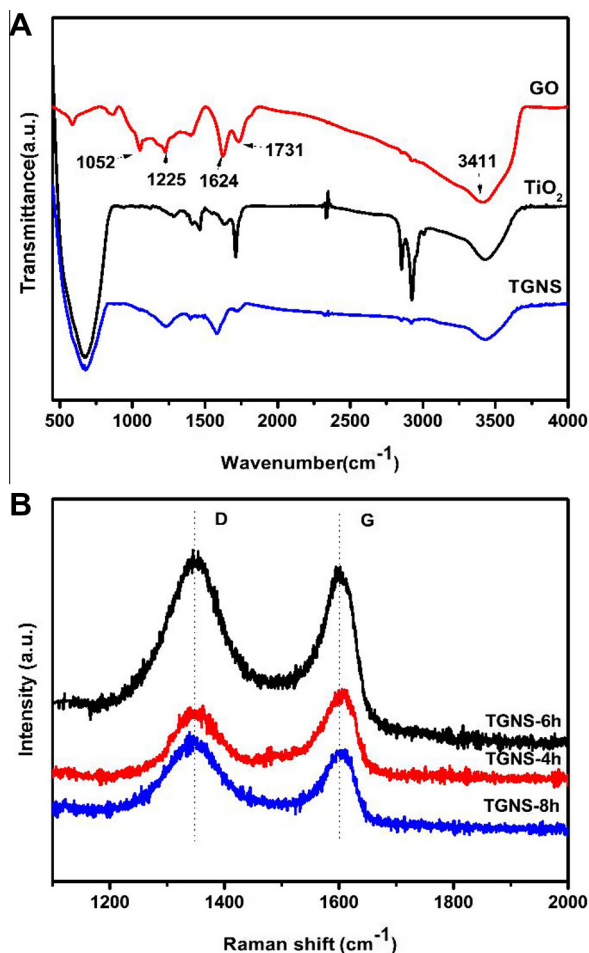 A
GO
1052
1225
1624
1731
3411
TiO2
TGNS
Transmittance(a.u.)
500 1000 1500 2000 2500 3000 3500 4000
Wavenumber(cm-1)
B
D G
TGNS-6h
TGNS-4h
TGNS-8h
Intensity (a.u.)
1200 1400 1600 1800 2000
Raman shift (cm-1)